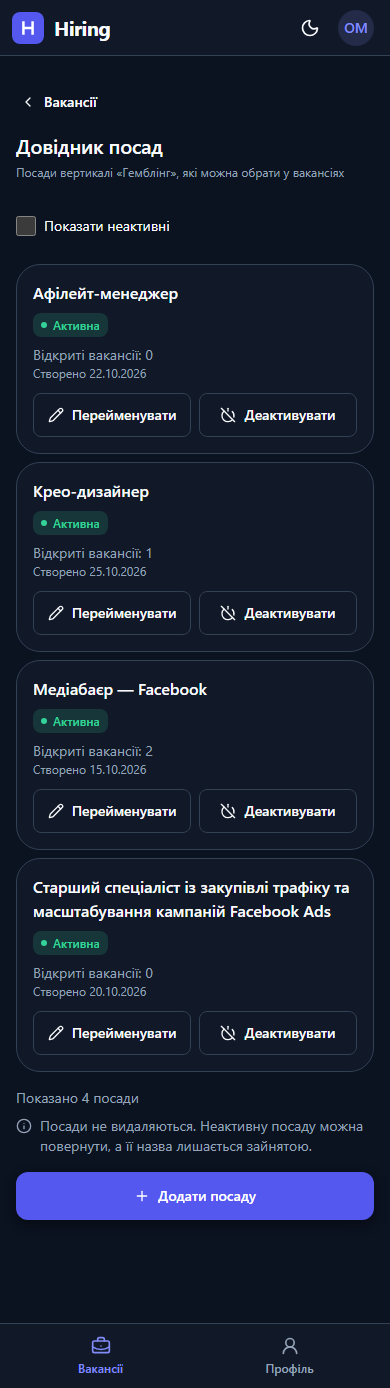 H Hiring OM
Вакансії
Довідник посад
Посади вертикалі «Гемблінг», які можна обрати у вакансіях
Показати неактивні
Афілейт-менеджер
Активна
Відкриті вакансії: 0
Створено 22.10.2026
Перейменувати Деактивувати
Крео-дизайнер
Активна
Відкриті вакансії: 1
Створено 25.10.2026
Перейменувати Деактивувати
Медіабаєр — Facebook
Активна
Відкриті вакансії: 2
Створено 15.10.2026
Перейменувати Деактивувати
Старший спеціаліст із закупівлі трафіку та
масштабування кампаній Facebook Ads
Активна
Відкриті вакансії: 0
Створено 20.10.2026
Перейменувати Деактивувати
Показано 4 посади
Посади не видаляються. Неактивну посаду можна
повернути, а її назва лишається зайнятою.
+ Додати посаду
Вакансії Профіль